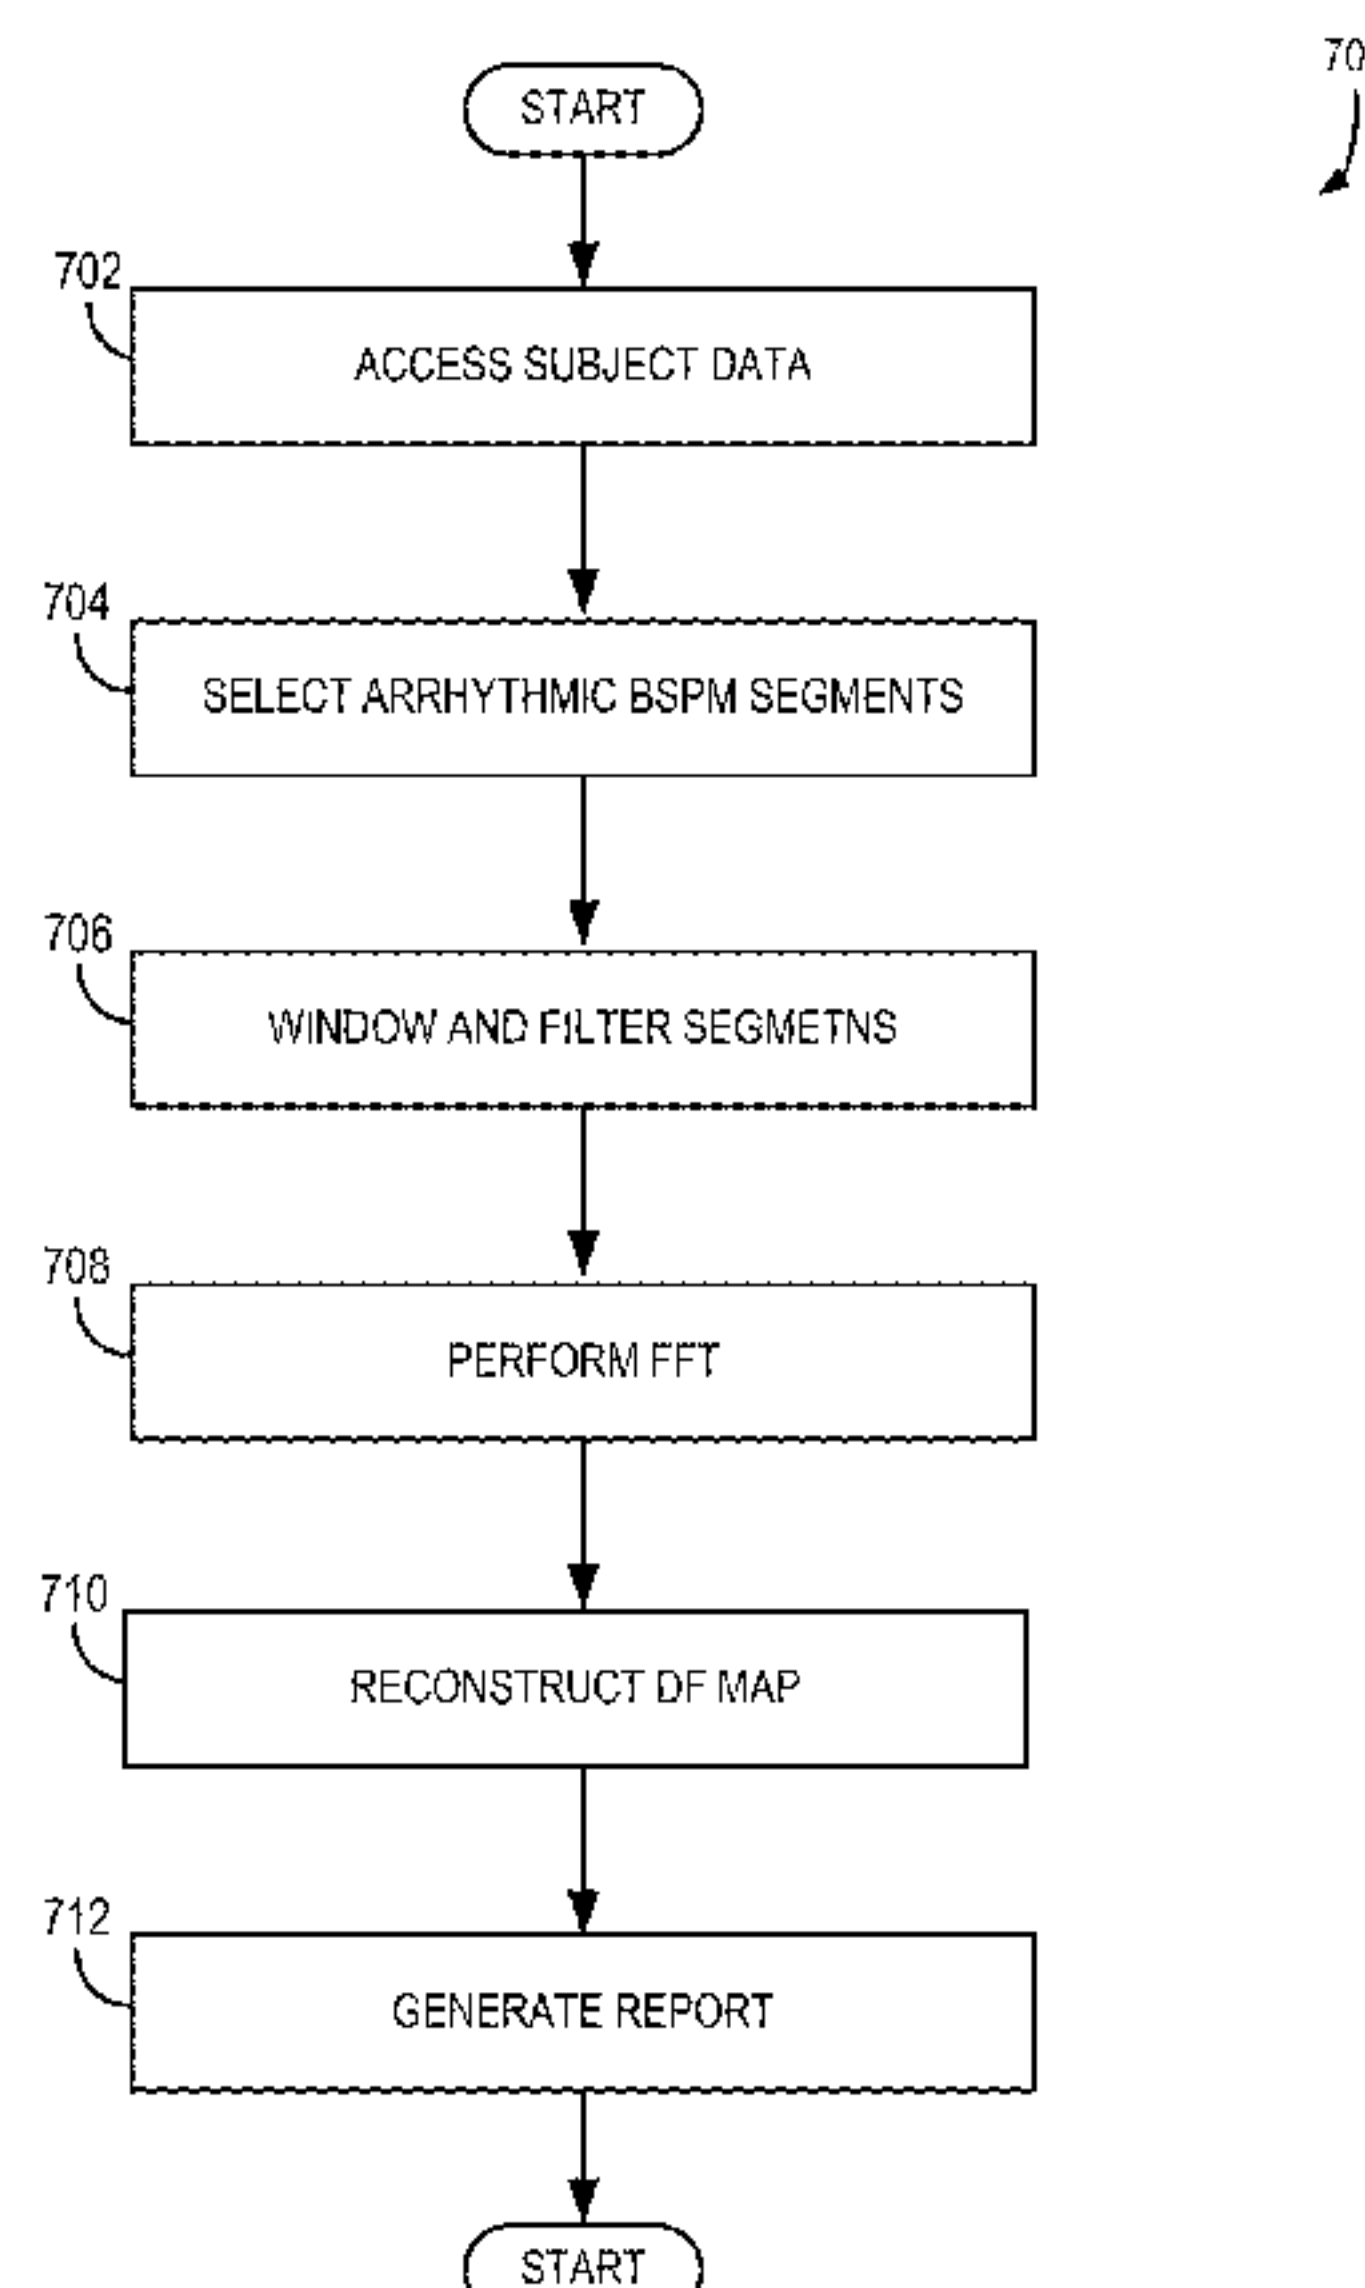 START
70
702
ACCESS SUBJECT DATA
704
SELECT ARRHYTHMIC BSPM SEGMENTS
706
WINDOW AND FILTER SEGMETNS
708
PERFORM FFT
710
RECONSTRUCT DF MAP
712
GENERATE REPORT
START